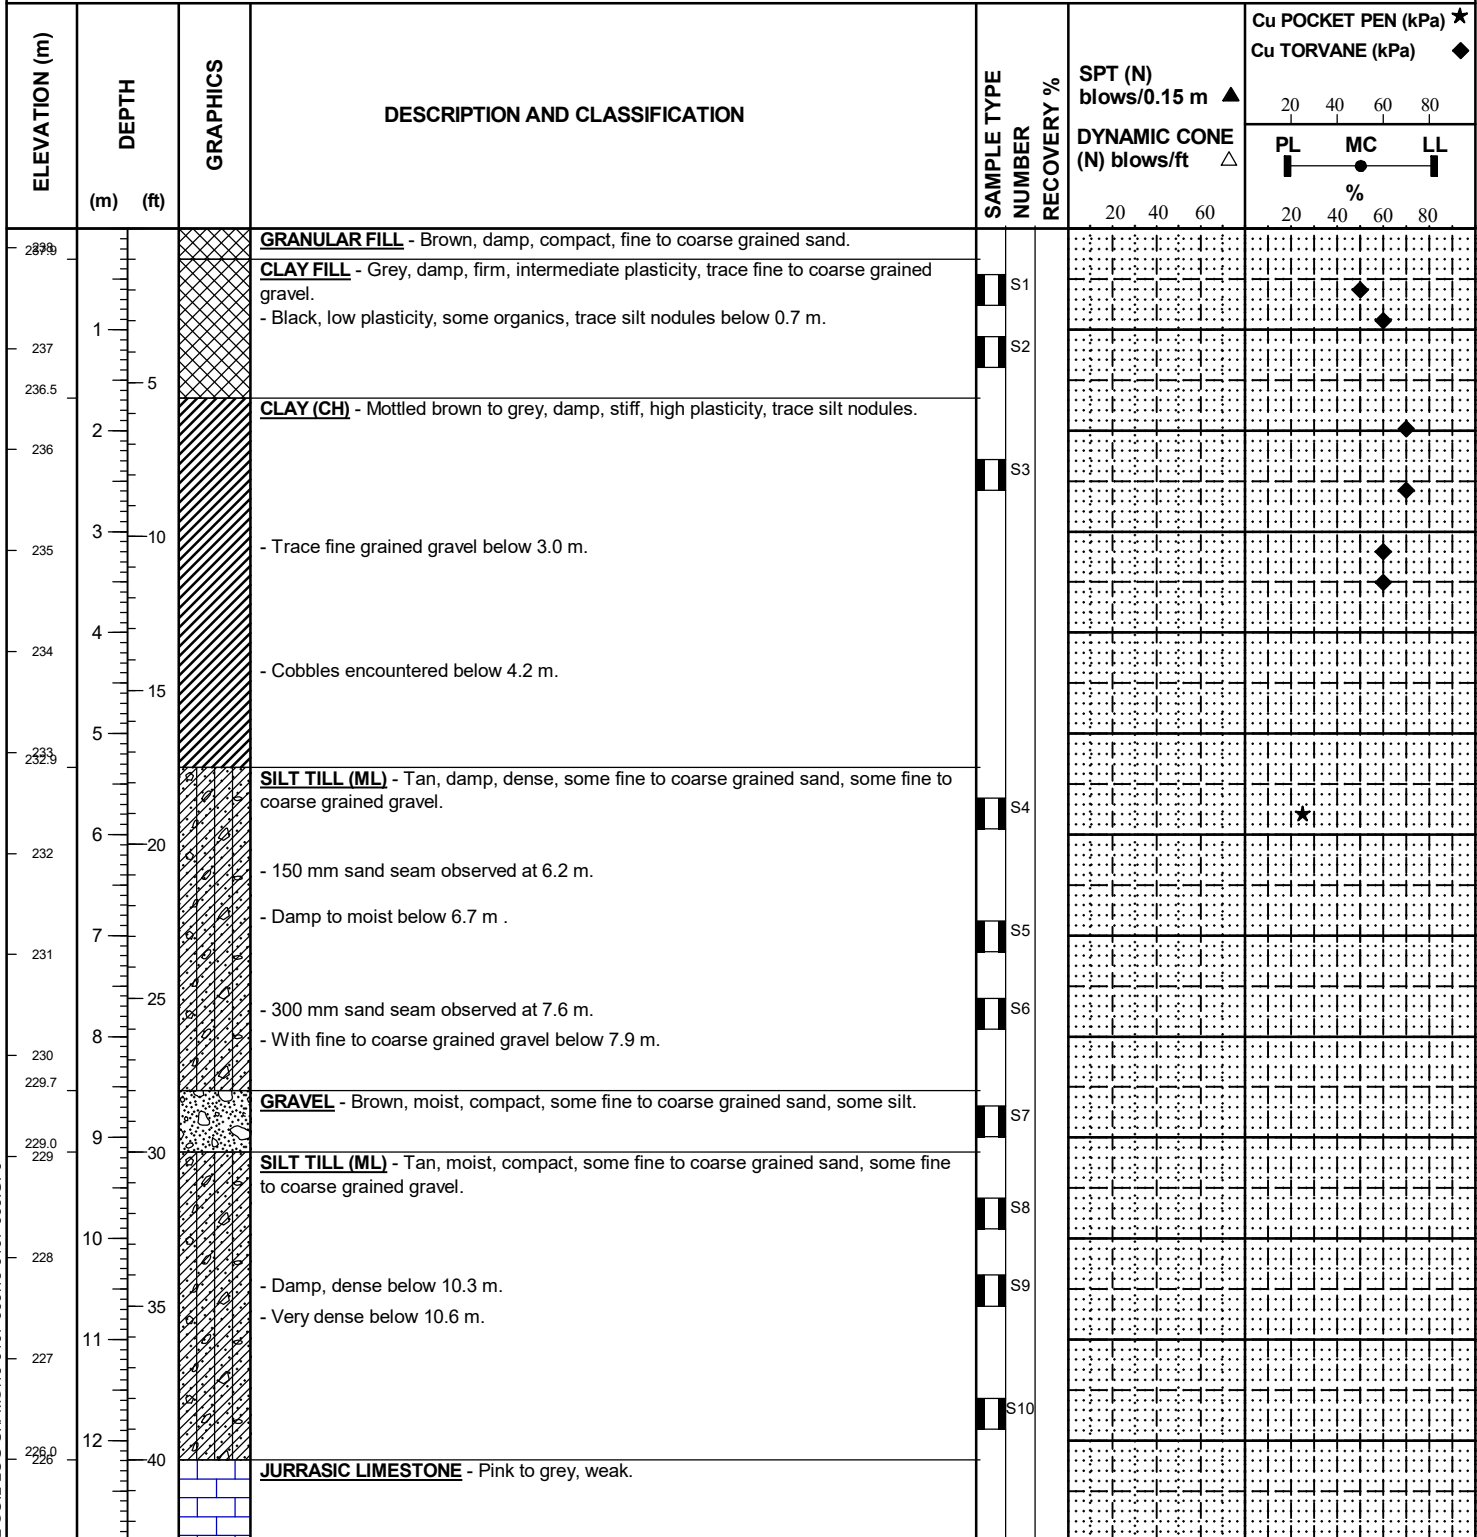 ELEVATION (m)
DEPTH
(m) (ft)
GRAPHICS
DESCRIPTION AND CLASSIFICATION
SAMPLE TYPE
NUMBER
RECOVERY %
SPT (N)
blows/0.15 m
DYNAMIC CONE
(N) blows/ft
20 40 60
Cu POCKET PEN (kPa)
Cu TORVANE (kPa)
20 40 60 80
PL MC LL
%
20 40 60 80
238
237.9
GRANULAR FILL - Brown, damp, compact, fine to coarse grained sand.
CLAY FILL - Grey, damp, firm, intermediate plasticity, trace fine to coarse grained
gravel.
S1
- Black, low plasticity, some organics, trace silt nodules below 0.7 m.
1
237
S2
5
236.5
CLAY (CH) - Mottled brown to grey, damp, stiff, high plasticity, trace silt nodules.
2
236
S3
3
10
235
- Trace fine grained gravel below 3.0 m.
4
234
- Cobbles encountered below 4.2 m.
15
5
233
232.9
SILT TILL (ML) - Tan, damp, dense, some fine to coarse grained sand, some fine to
coarse grained gravel.
S4
6
20
232
- 150 mm sand seam observed at 6.2 m.
- Damp to moist below 6.7 m .
S5
7
231
25
- 300 mm sand seam observed at 7.6 m.
S6
8
- With fine to coarse grained gravel below 7.9 m.
230
229.7
GRAVEL - Brown, moist, compact, some fine to coarse grained sand, some silt.
S7
9
229.0
229
30
SILT TILL (ML) - Tan, moist, compact, some fine to coarse grained sand, some fine
to coarse grained gravel.
S8
10
228
- Damp, dense below 10.3 m.
S9
35
- Very dense below 10.6 m.
11
227
S10
12
226.0
226
40
JURRASIC LIMESTONE - Pink to grey, weak.